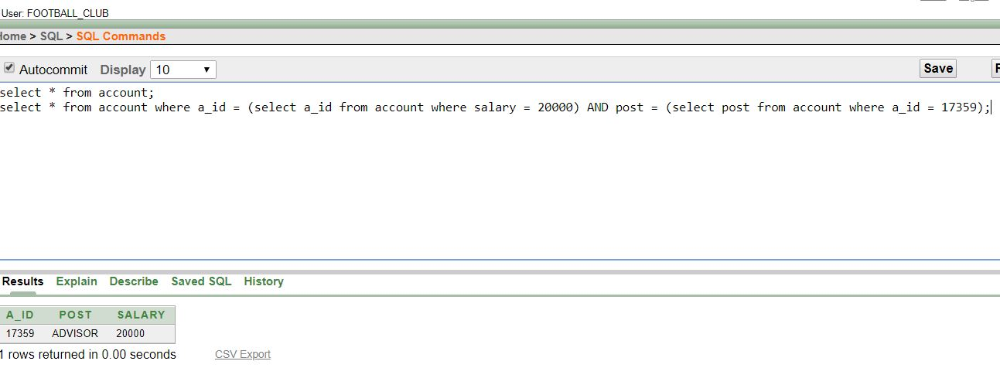 User: FOOTBALL_CLUB
Home > SQL > SQL Commands
Autocommit Display 10 Save
select * from account;
select * from account where a_id = (select a_id from account where salary = 20000) AND post = (select post from account where a_id = 17359);
Results Explain Describe Saved SQL History
A_ID POST SALARY
17359 ADVISOR 20000
1 rows returned in 0.00 seconds CSV Export